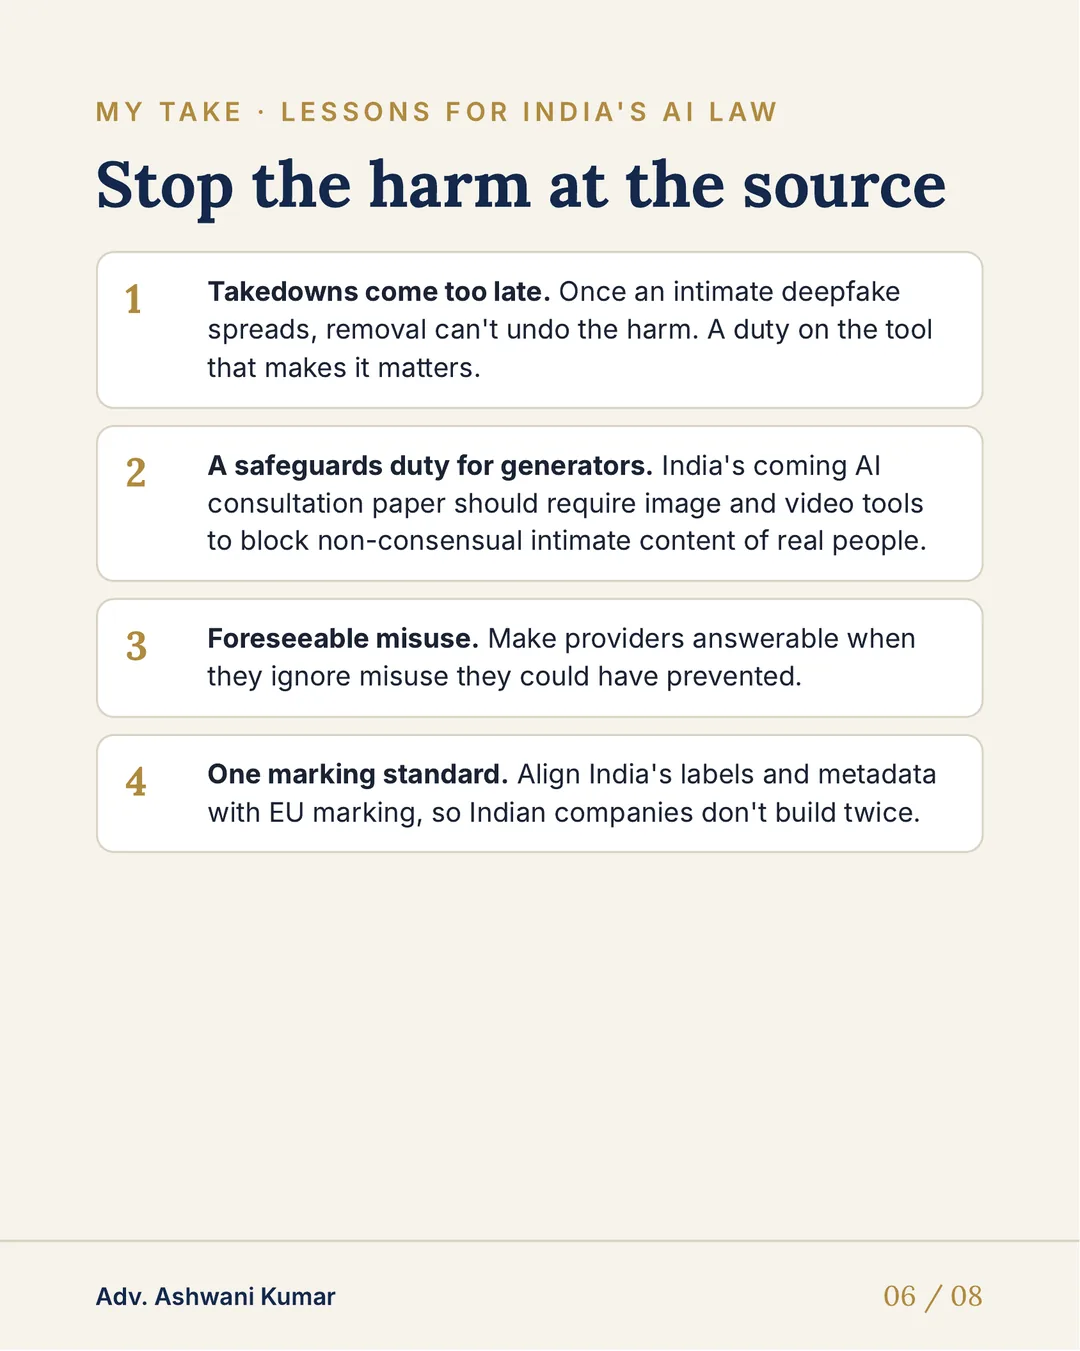 MY TAKE · LESSONS FOR INDIA'S AI LAW
Stop the harm at the source
1
Takedowns come too late. Once an intimate deepfake
spreads, removal can't undo the harm. A duty on the tool
that makes it matters.
2
A safeguards duty for generators. India's coming AI
consultation paper should require image and video tools
to block non-consensual intimate content of real people.
3
Foreseeable misuse. Make providers answerable when
they ignore misuse they could have prevented.
4
One marking standard. Align India's labels and metadata
with EU marking, so Indian companies don't build twice.
Adv. Ashwani Kumar
06 / 08